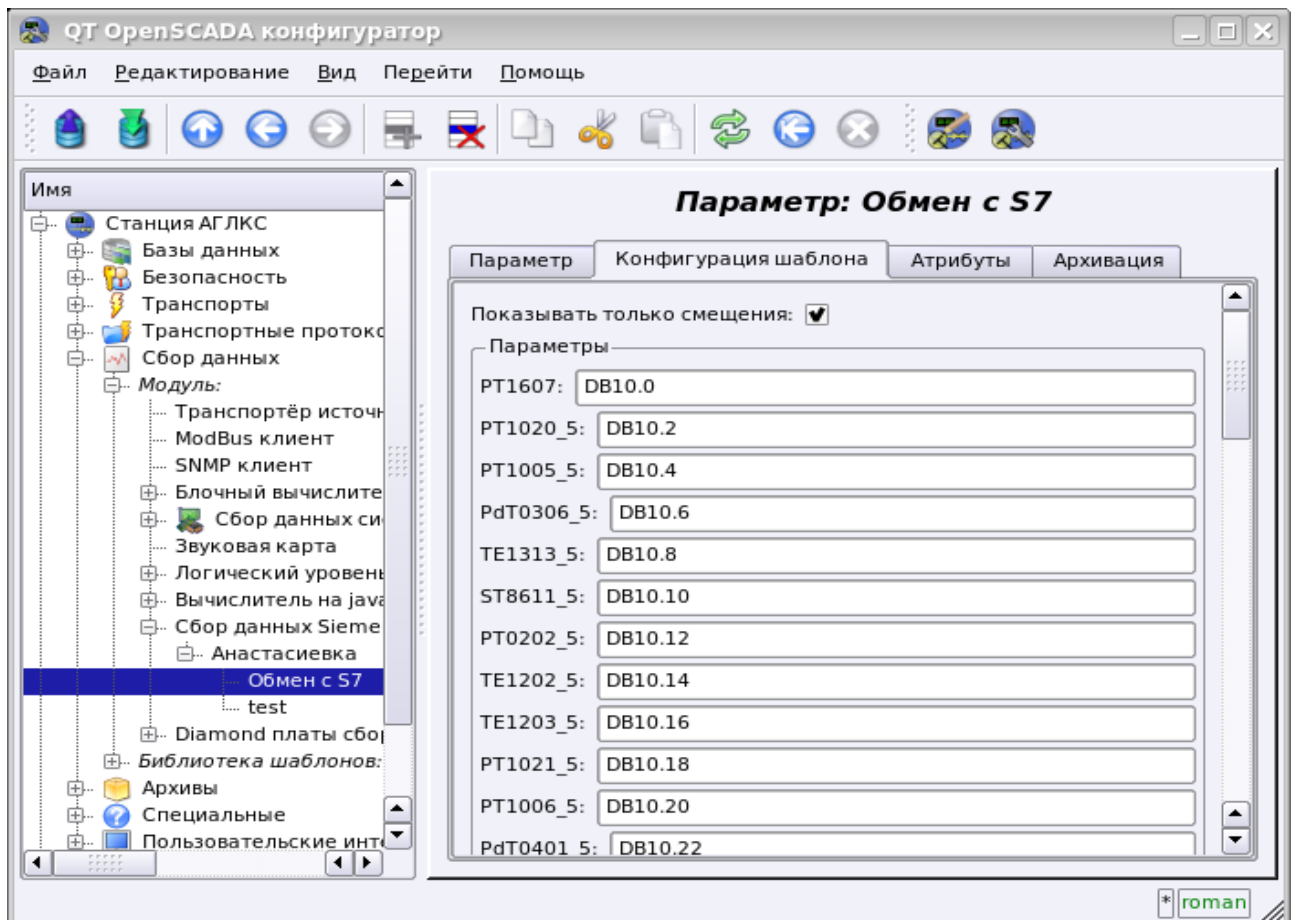 QT OpenSCADA конфигуратор
Файл Редактирование Вид Перейти Помощь
Имя
Станция АГЛКС
Базы данных
Безопасность
Транспорты
Транспортные протоко
Сбор данных
Модуль:
Транспортёр источн
ModBus клиент
SNMP клиент
Блочный вычислите
Сбор данных си
Звуковая карта
Логический уровень
Вычислитель на java
Сбор данных Sieme
Анастасиевка
Обмен с S7
test
Diamond платы сбор
Библиотека шаблонов:
Архивы
Специальные
Пользовательские инте
Параметр: Обмен с S7
Параметр Конфигурация шаблона Атрибуты Архивация
Показывать только смещения:
Параметры
PT1607: DB10.0
PT1020_5: DB10.2
PT1005_5: DB10.4
PdT0306_5: DB10.6
TE1313_5: DB10.8
ST8611_5: DB10.10
PT0202_5: DB10.12
TE1202_5: DB10.14
TE1203_5: DB10.16
PT1021_5: DB10.18
PT1006_5: DB10.20
PdT0401_5: DB10.22
* roman